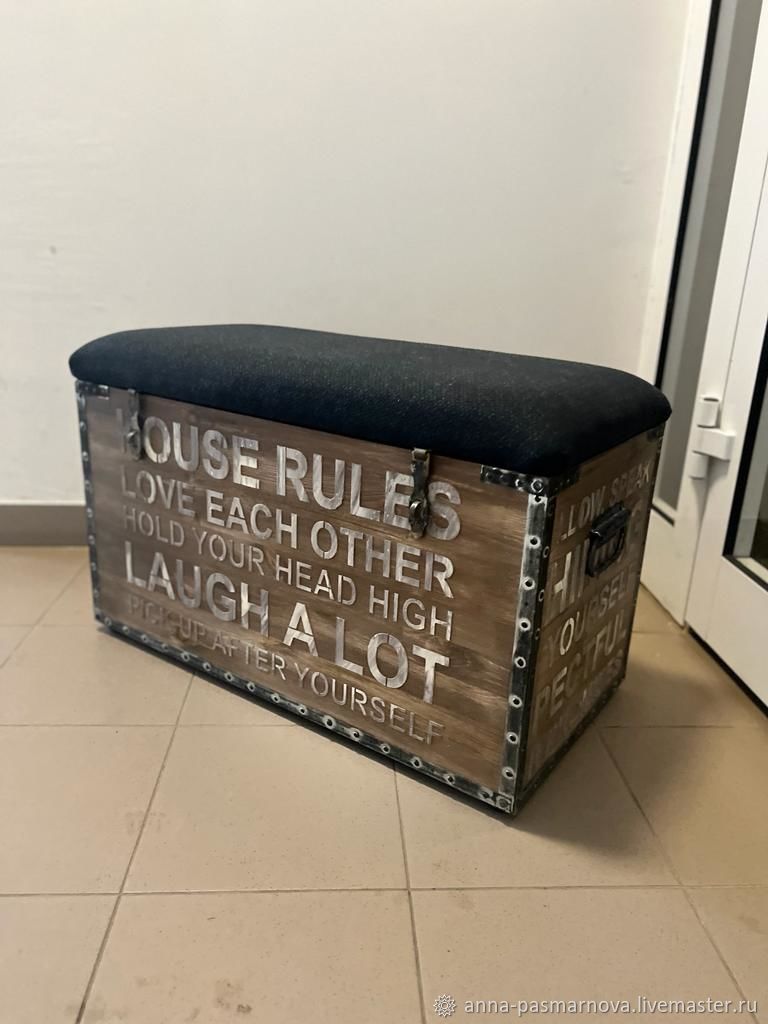 HOUSE RULES
LOVE EACH OTHER
HOLD YOUR HEAD HIGH
LAUGH A LOT
PICK UP AFTER YOURSELF
SPEAK
YOURSELF
anna-pasmarnova.livemaster.ru